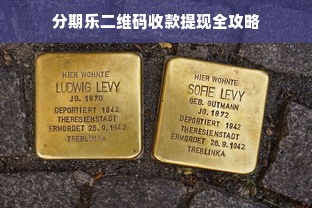 分期乐二维码收款提现全攻略
HIER WOHNTE
LUDWIG LEVY
JG. 1870
DEPORTIERT 1942
THERESIENSTADT
ERMORDET 26.9.1942
TREBLINKA
HIER WOHNTE
SOFIE LEVY
GEB. GUTMANN
JG. 1872
DEPORTIERT 1942
THERESIENSTADT
ERMORDET 26.9.1942
TREBLINKA